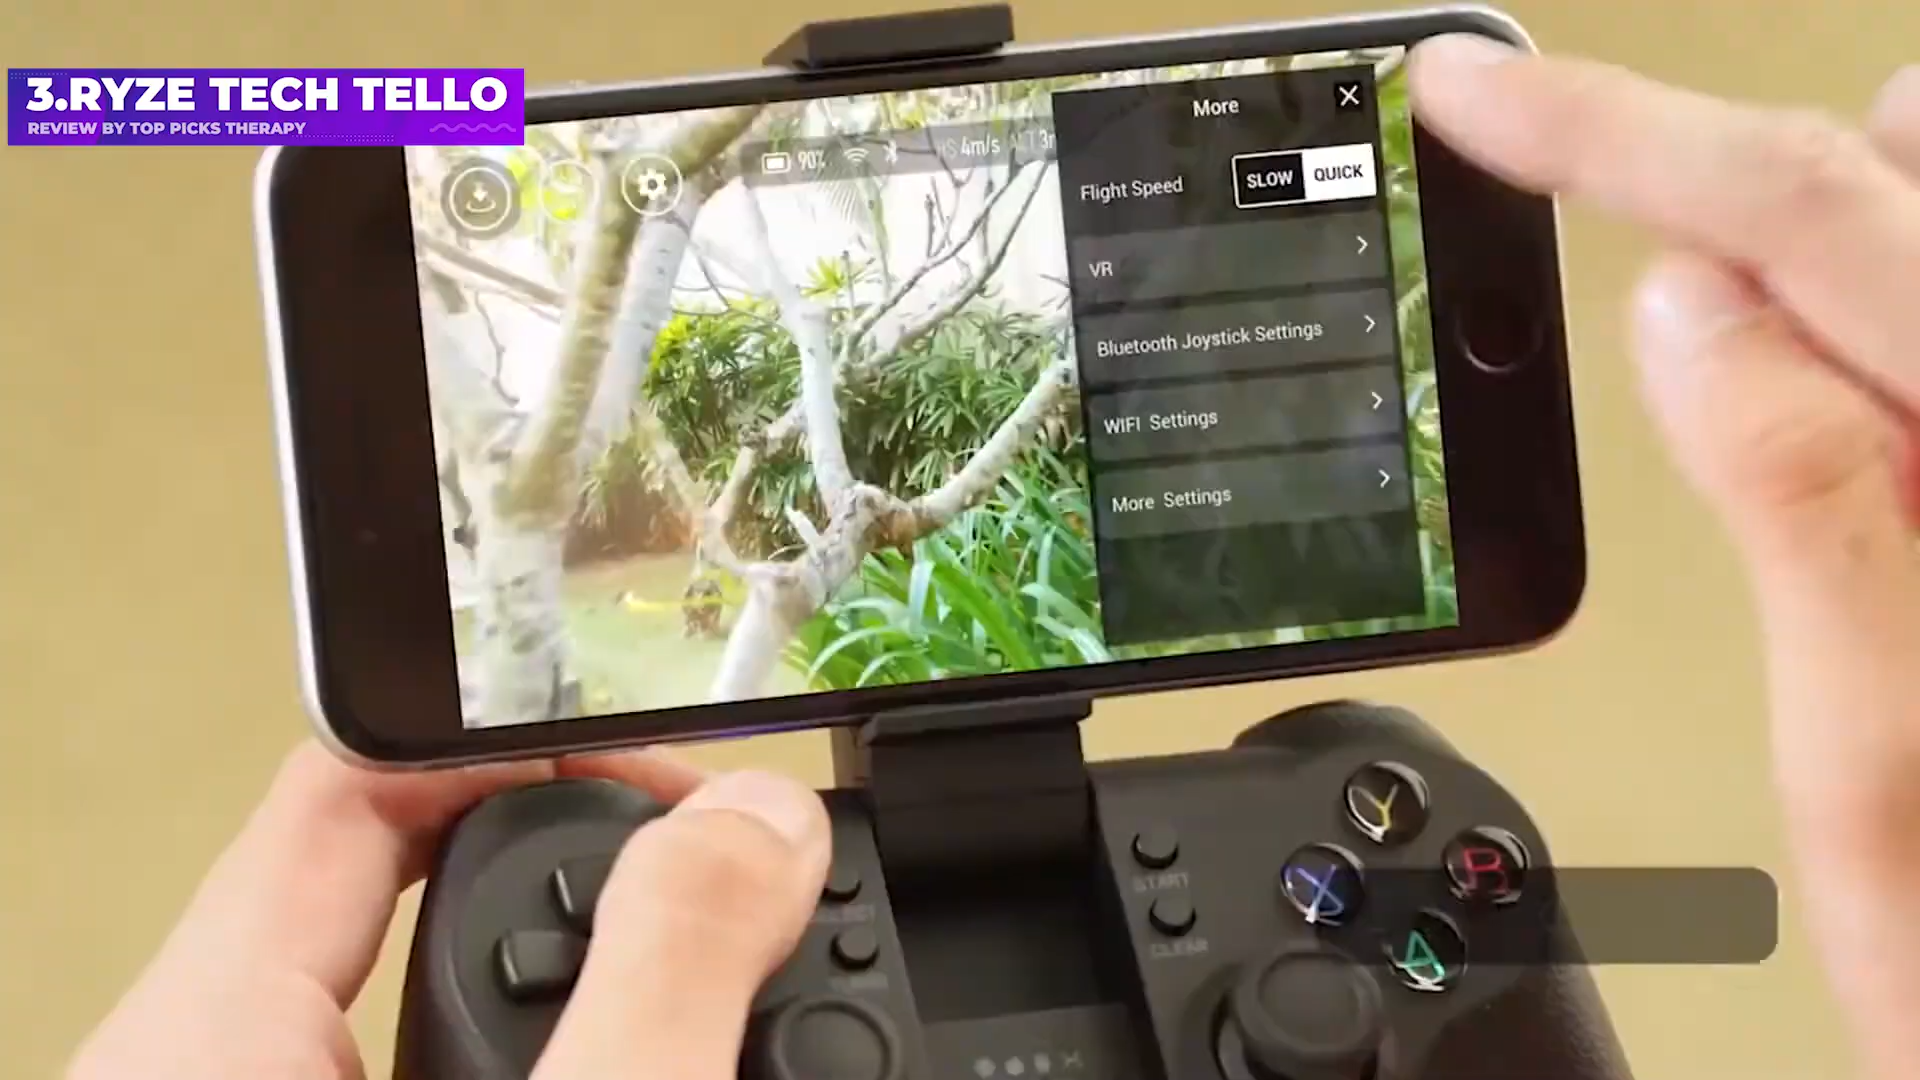 3.RYZE TECH TELLO
REVIEW BY TOP PICKS THERAPY
90%
4m/s
More
Flight Speed
SLOW
QUICK
VR
Bluetooth Joystick Settings
WIFI Settings
More Settings
START
CLEAR
Y
X
B
A